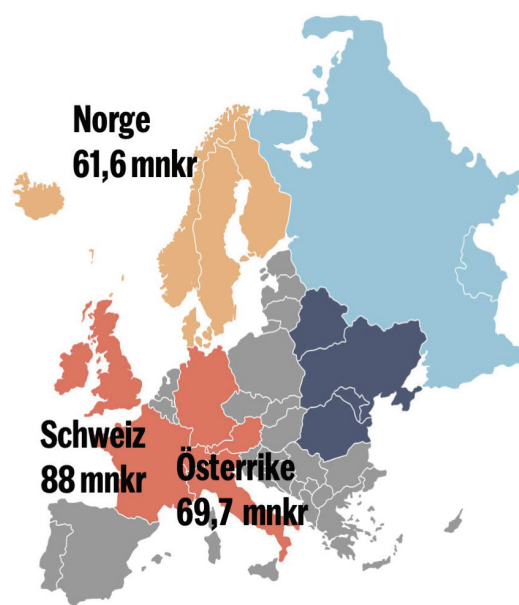 Norge
61,6 mnkr
Schweiz
88 mnkr
Österrike
69,7 mnkr